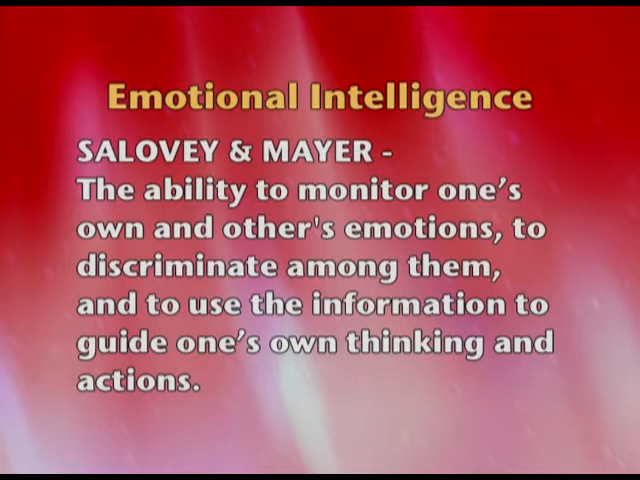 Emotional Intelligence
SALOVEY & MAYER -
The ability to monitor one’s
own and other's emotions, to
discriminate among them,
and to use the information to
guide one’s own thinking and
actions.